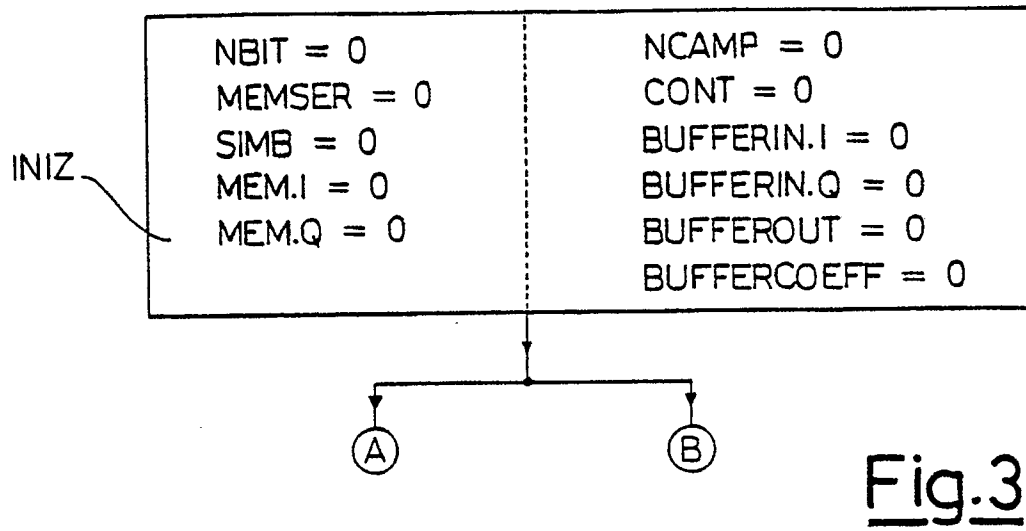 NBIT = 0
MEMSER = 0
SIMB = 0
MEM.I = 0
MEM.Q = 0
NCAMP = 0
CONT = 0
BUFFERIN.I = 0
BUFFERIN.Q = 0
BUFFEROUT = 0
BUFFERCOEFF = 0
INIZ
A
B
Fig.3